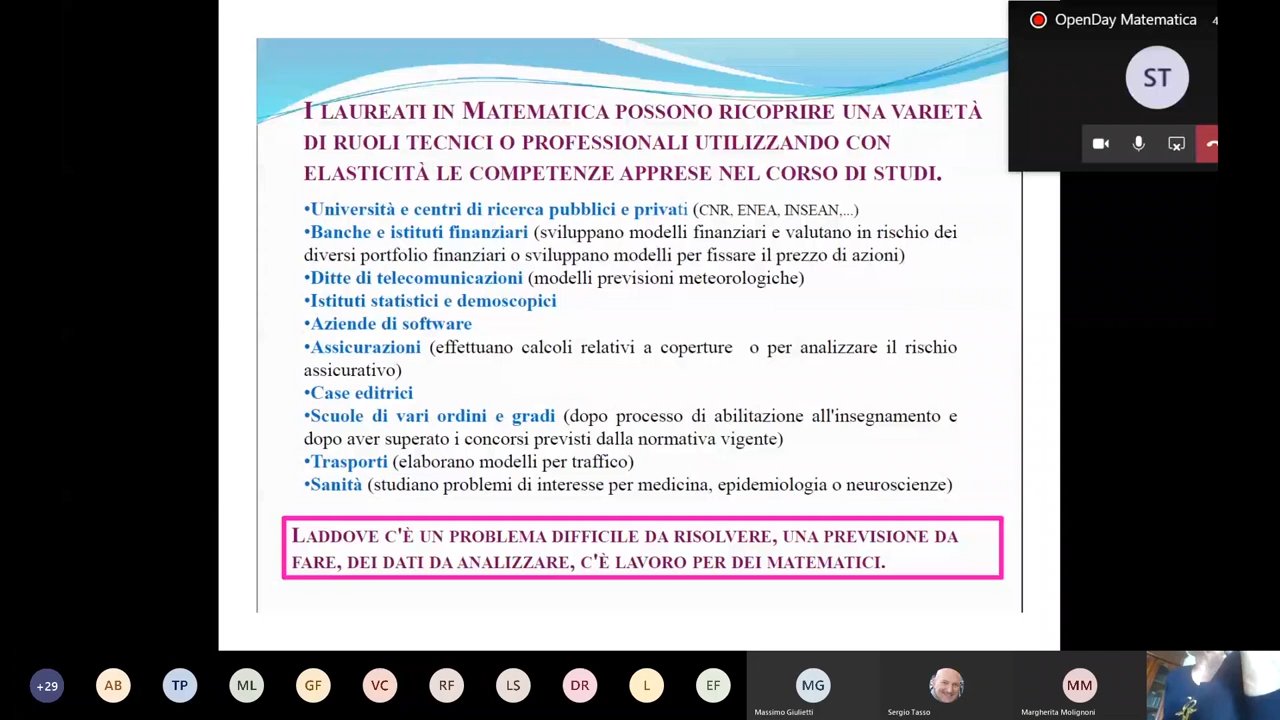 OpenDay Matematica
4
ST
I LAUREATI IN MATEMATICA POSSONO RICOPRIRE UNA VARIETÀ
DI RUOLI TECNICI O PROFESSIONALI UTILIZZANDO CON
ELASTICITÀ LE COMPETENZE APPRESE NEL CORSO DI STUDI.
•Università e centri di ricerca pubblici e privati (CNR, ENEA, INSEAN,...)
•Banche e istituti finanziari (sviluppano modelli finanziari e valutano in rischio dei
diversi portfolio finanziari o sviluppano modelli per fissare il prezzo di azioni)
•Ditte di telecomunicazioni (modelli previsioni meteorologiche)
•Istituti statistici e demoscopici
•Aziende di software
•Assicurazioni (effettuano calcoli relativi a coperture o per analizzare il rischio
assicurativo)
•Case editrici
•Scuole di vari ordini e gradi (dopo processo di abilitazione all'insegnamento e
dopo aver superato i concorsi previsti dalla normativa vigente)
•Trasporti (elaborano modelli per traffico)
•Sanità (studiano problemi di interesse per medicina, epidemiologia o neuroscienze)
LADDOVE C'È UN PROBLEMA DIFFICILE DA RISOLVERE, UNA PREVISIONE DA
FARE, DEI DATI DA ANALIZZARE, C'È LAVORO PER DEI MATEMATICI.
+29 AB TP ML GF VC RF LS DR L EF MG MM
Massimo Giulietti Sergio Tasso Margherita Molignoni